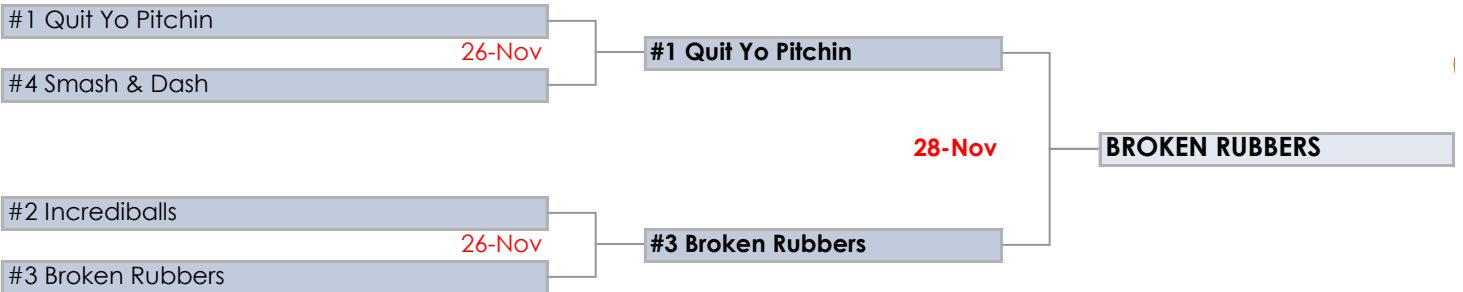 #1 Quit Yo Pitchin
26-Nov
#4 Smash & Dash
#1 Quit Yo Pitchin
28-Nov
BROKEN RUBBERS
#2 Incrediballs
26-Nov
#3 Broken Rubbers
#3 Broken Rubbers